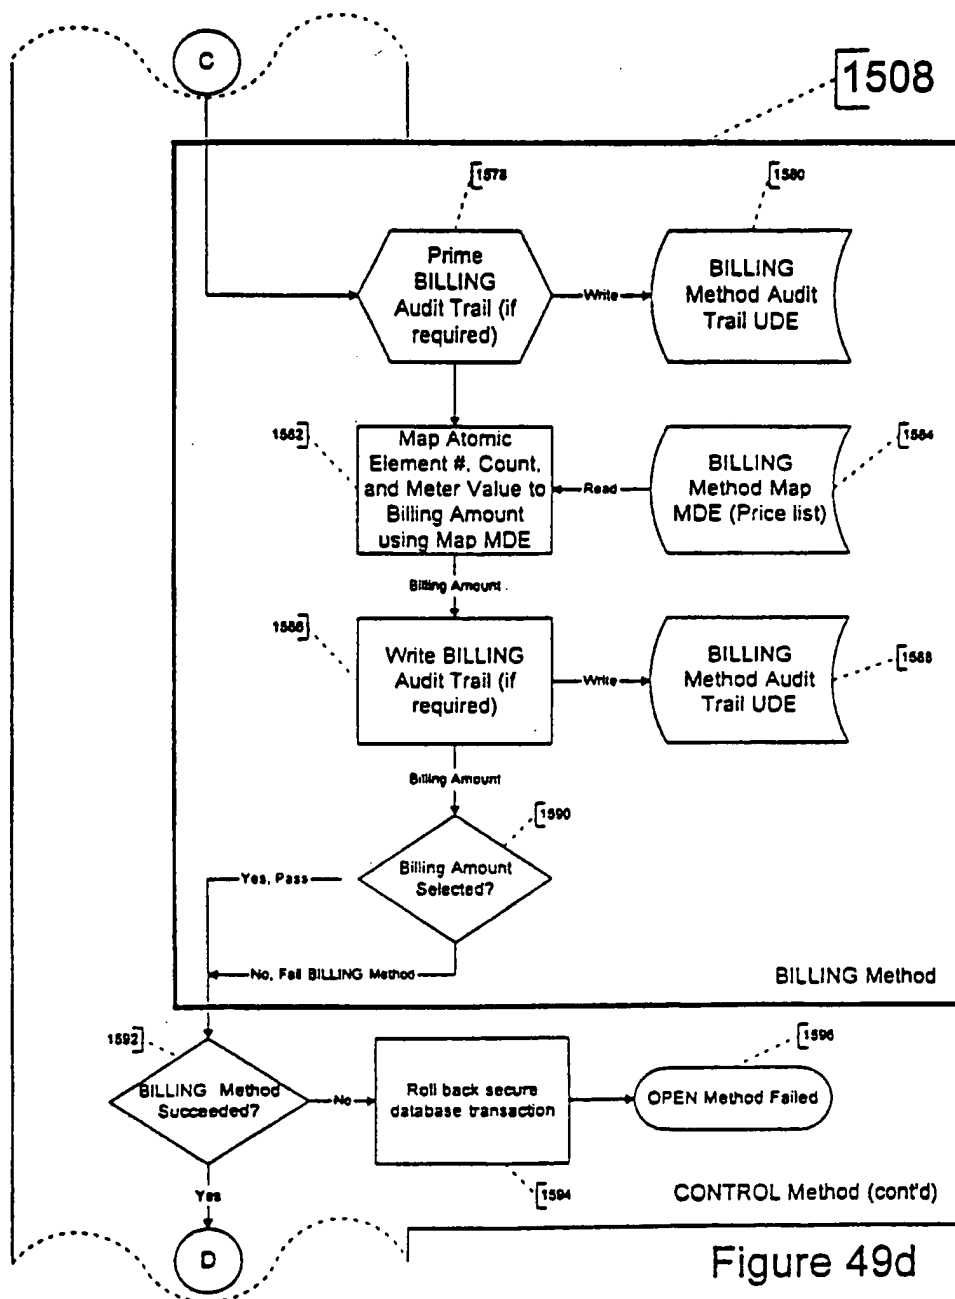 C
1508
1578
1580
Prime
BILLING
Audit Trail (if
required)
Write
BILLING
Method Audit
Trail UDE
1582
1584
Map Atomic
Element #, Count,
and Meter Value to
Billing Amount
using Map MDE
Read
BILLING
Method Map
MDE (Price list)
Billing Amount
1586
1588
Write BILLING
Audit Trail (if
required)
Write
BILLING
Method Audit
Trail UDE
Billing Amount
1590
Billing Amount
Selected?
Yes, Pass
No, Fail BILLING Method
BILLING Method
1592
1596
BILLING Method
Succeeded?
No
Roll back secure
database transaction
OPEN Method Failed
Yes
1594
CONTROL Method (cont'd)
D
Figure 49d